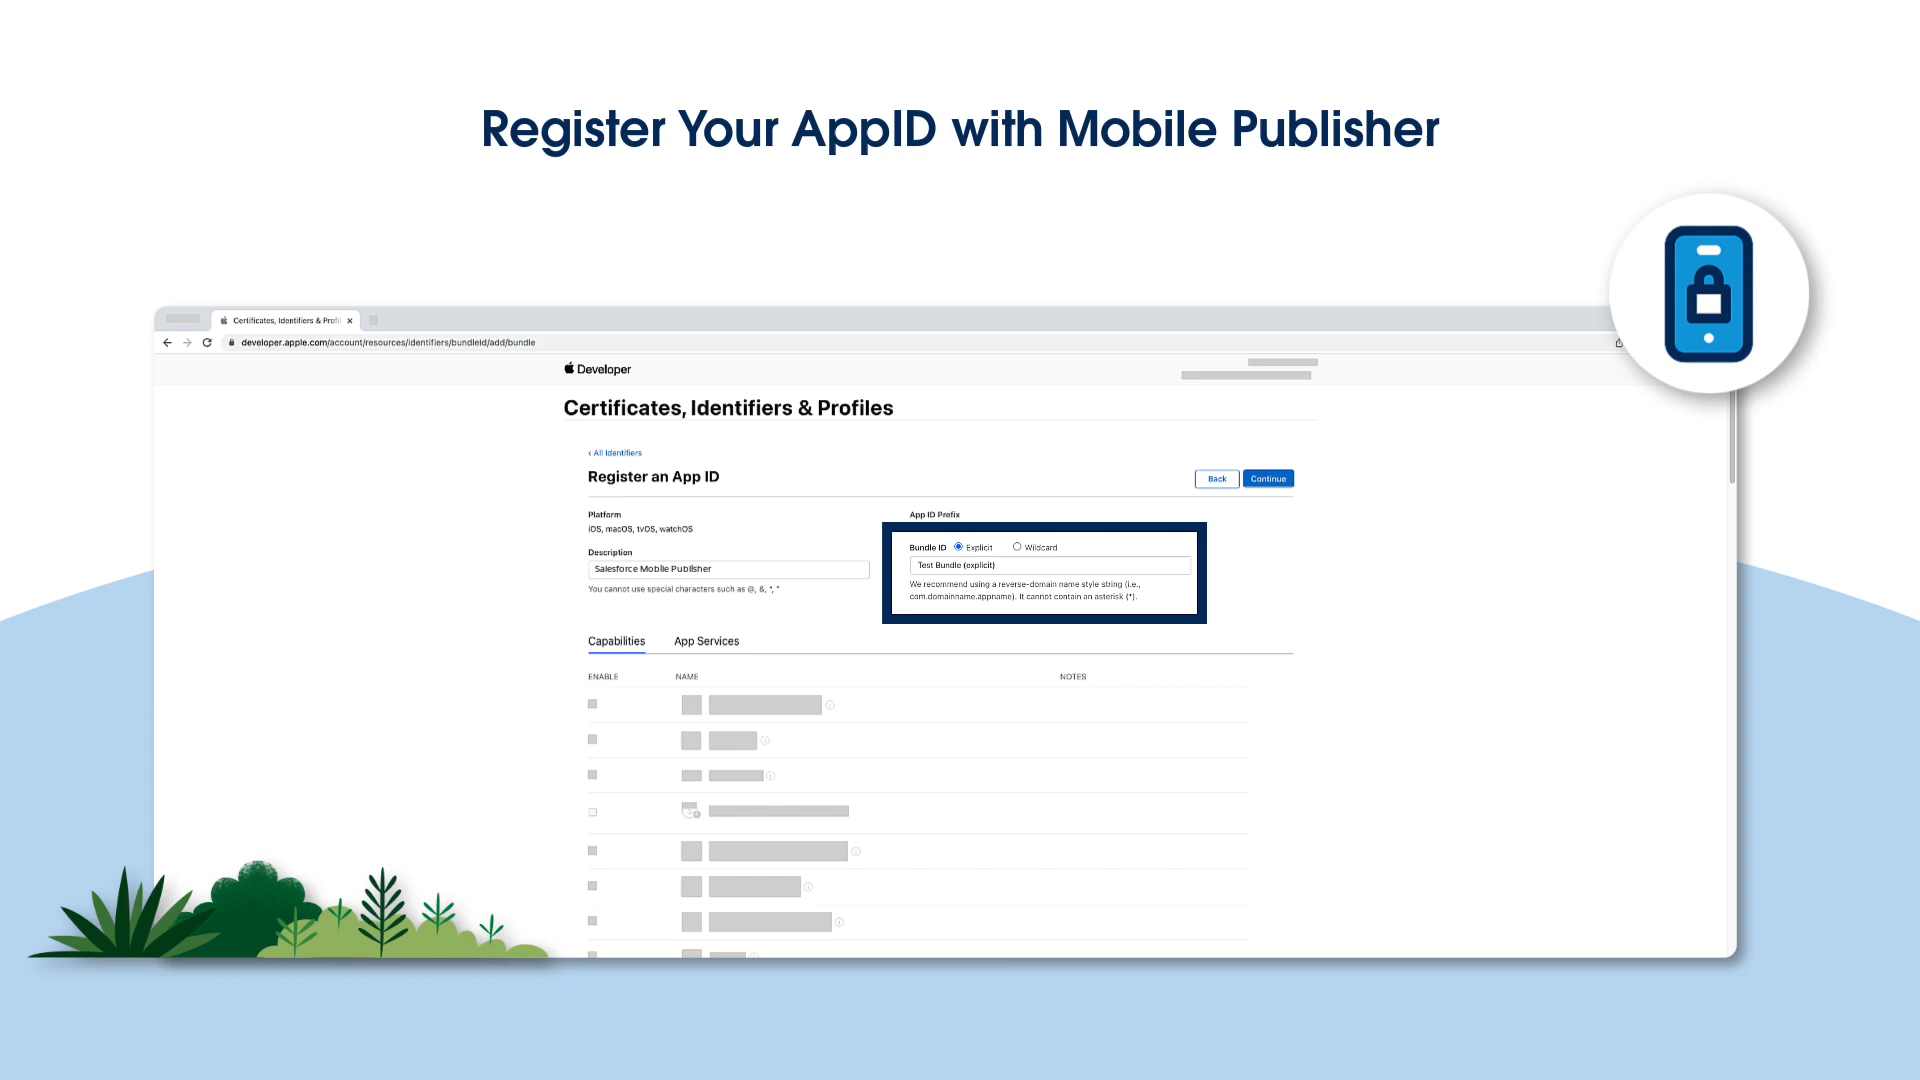 Register Your AppID with Mobile Publisher
Certificates, Identifiers & Profil
developer.apple.com/account/resources/identifiers/bundleId/add/bundle
Developer
Certificates, Identifiers & Profiles
‹ All Identifiers
Register an App ID
Back
Continue
Platform
iOS, macOS, tvOS, watchOS
App ID Prefix
Description
Salesforce Mobile Publisher
You cannot use special characters such as @, &, *, "
Bundle ID Explicit Wildcard
Test Bundle (explicit)
We recommend using a reverse-domain name style string (i.e.,
com.domainname.appname). It cannot contain an asterisk (*).
Capabilities App Services
ENABLE NAME NOTES